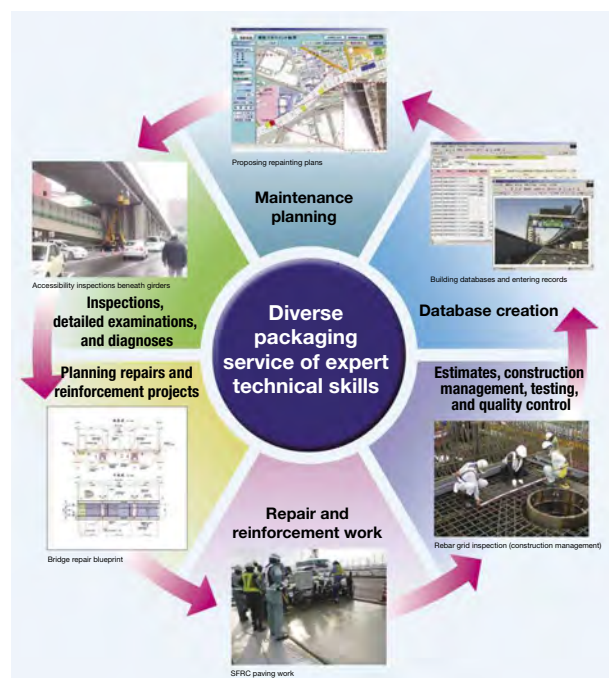 Proposing repainting plans
Maintenance
planning
Building databases and entering records
Database creation
Accessibility inspections beneath girders
Inspections,
detailed examinations,
and diagnoses
Diverse
packaging
service of expert
technical skills
Planning repairs and
reinforcement projects
Bridge repair blueprint
Estimates, construction
management, testing,
and quality control
Rebar grid inspection (construction management)
Repair and
reinforcement work
SFRC paving work